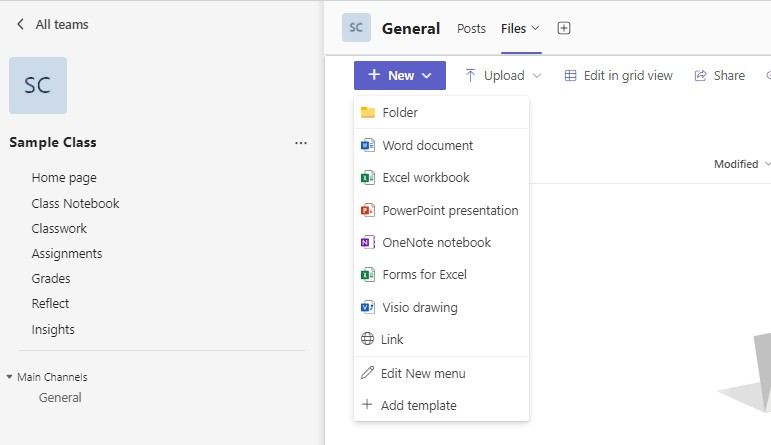 All teams
SC
Sample Class
Home page
Class Notebook
Classwork
Assignments
Grades
Reflect
Insights
Main Channels
General
SC General Posts Files
New Upload Edit in grid view Share
Modified
Folder
Word document
Excel workbook
PowerPoint presentation
OneNote notebook
Forms for Excel
Visio drawing
Link
Edit New menu
Add template